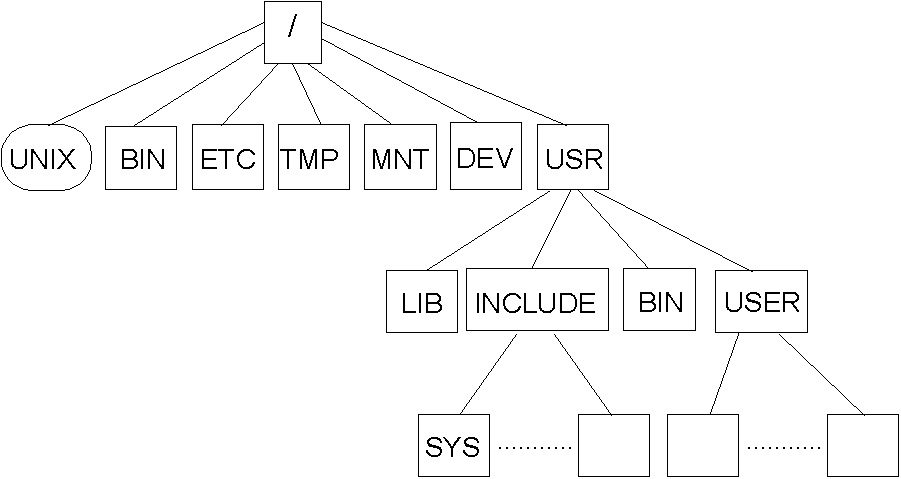 /
UNIX BIN ETC TMP MNT DEV USR
LIB INCLUDE BIN USER
SYS